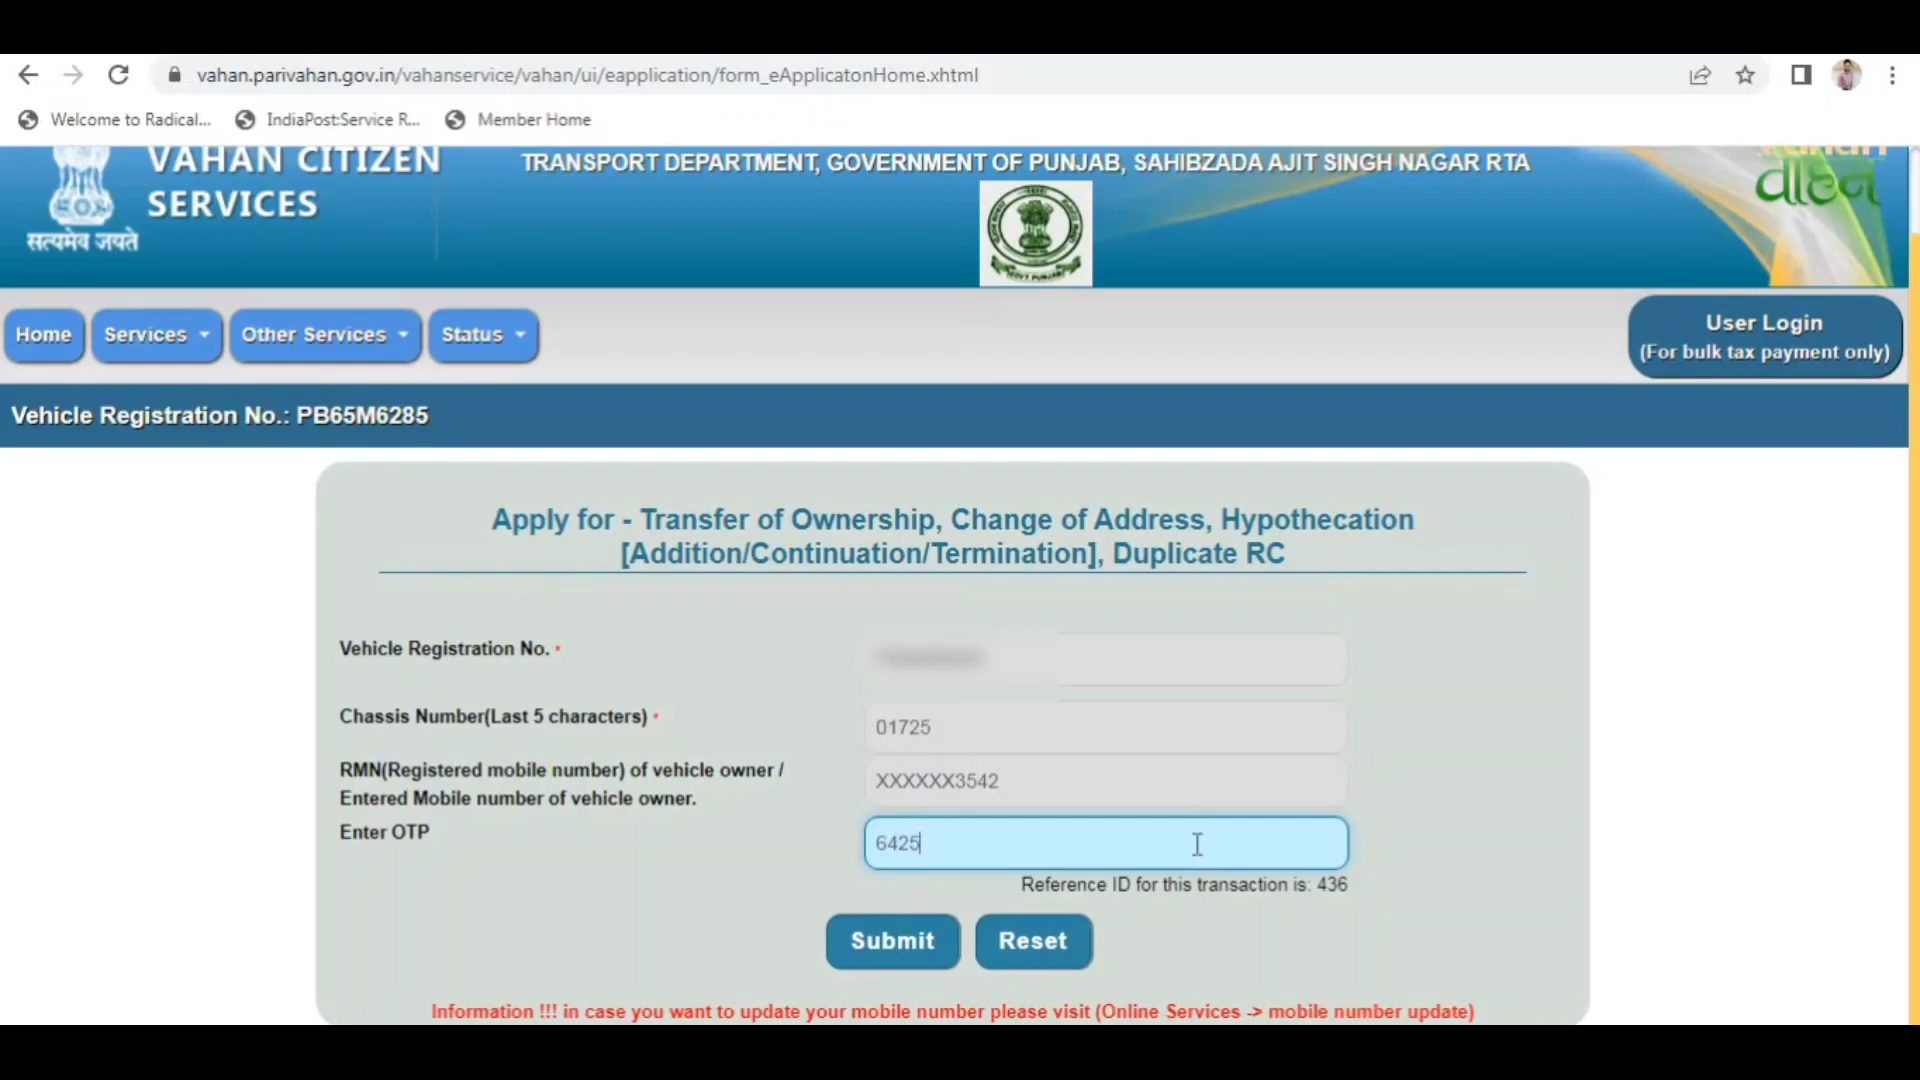 vahan.parivahan.gov.in/vahanservice/vahan/ui/eapplication/form_eApplicatonHome.xhtml
Welcome to Radical... IndiaPost:Service R... Member Home
VAHAN CITIZEN
SERVICES
सत्यमेव जयते
TRANSPORT DEPARTMENT, GOVERNMENT OF PUNJAB, SAHIBZADA AJIT SINGH NAGAR RTA
वाहन
Home Services Other Services Status
User Login
(For bulk tax payment only)
Vehicle Registration No.: PB65M6285
Apply for - Transfer of Ownership, Change of Address, Hypothecation
[Addition/Continuation/Termination], Duplicate RC
Vehicle Registration No. *
Chassis Number(Last 5 characters) * 01725
RMN(Registered mobile number) of vehicle owner /
Entered Mobile number of vehicle owner. XXXXXX3542
Enter OTP 6425
Reference ID for this transaction is: 436
Submit Reset
Information !!! in case you want to update your mobile number please visit (Online Services -> mobile number update)